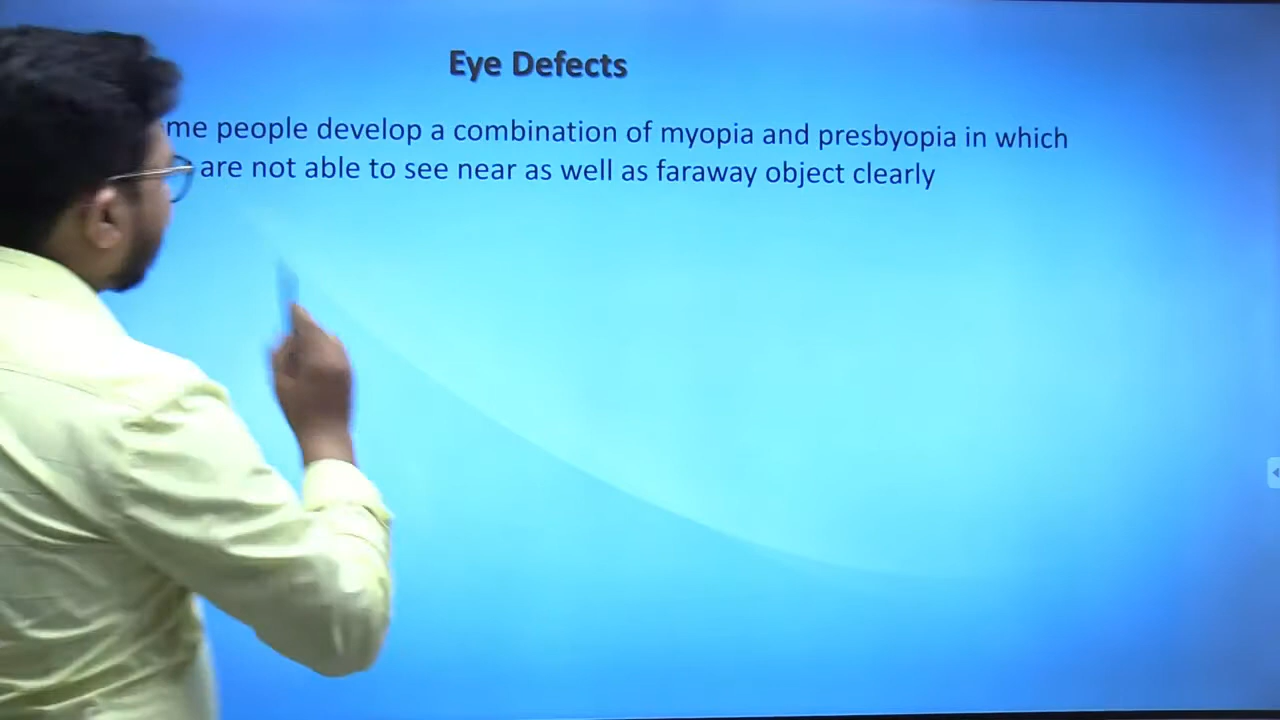 Eye Defects
me people develop a combination of myopia and presbyopia in which
are not able to see near as well as faraway object clearly